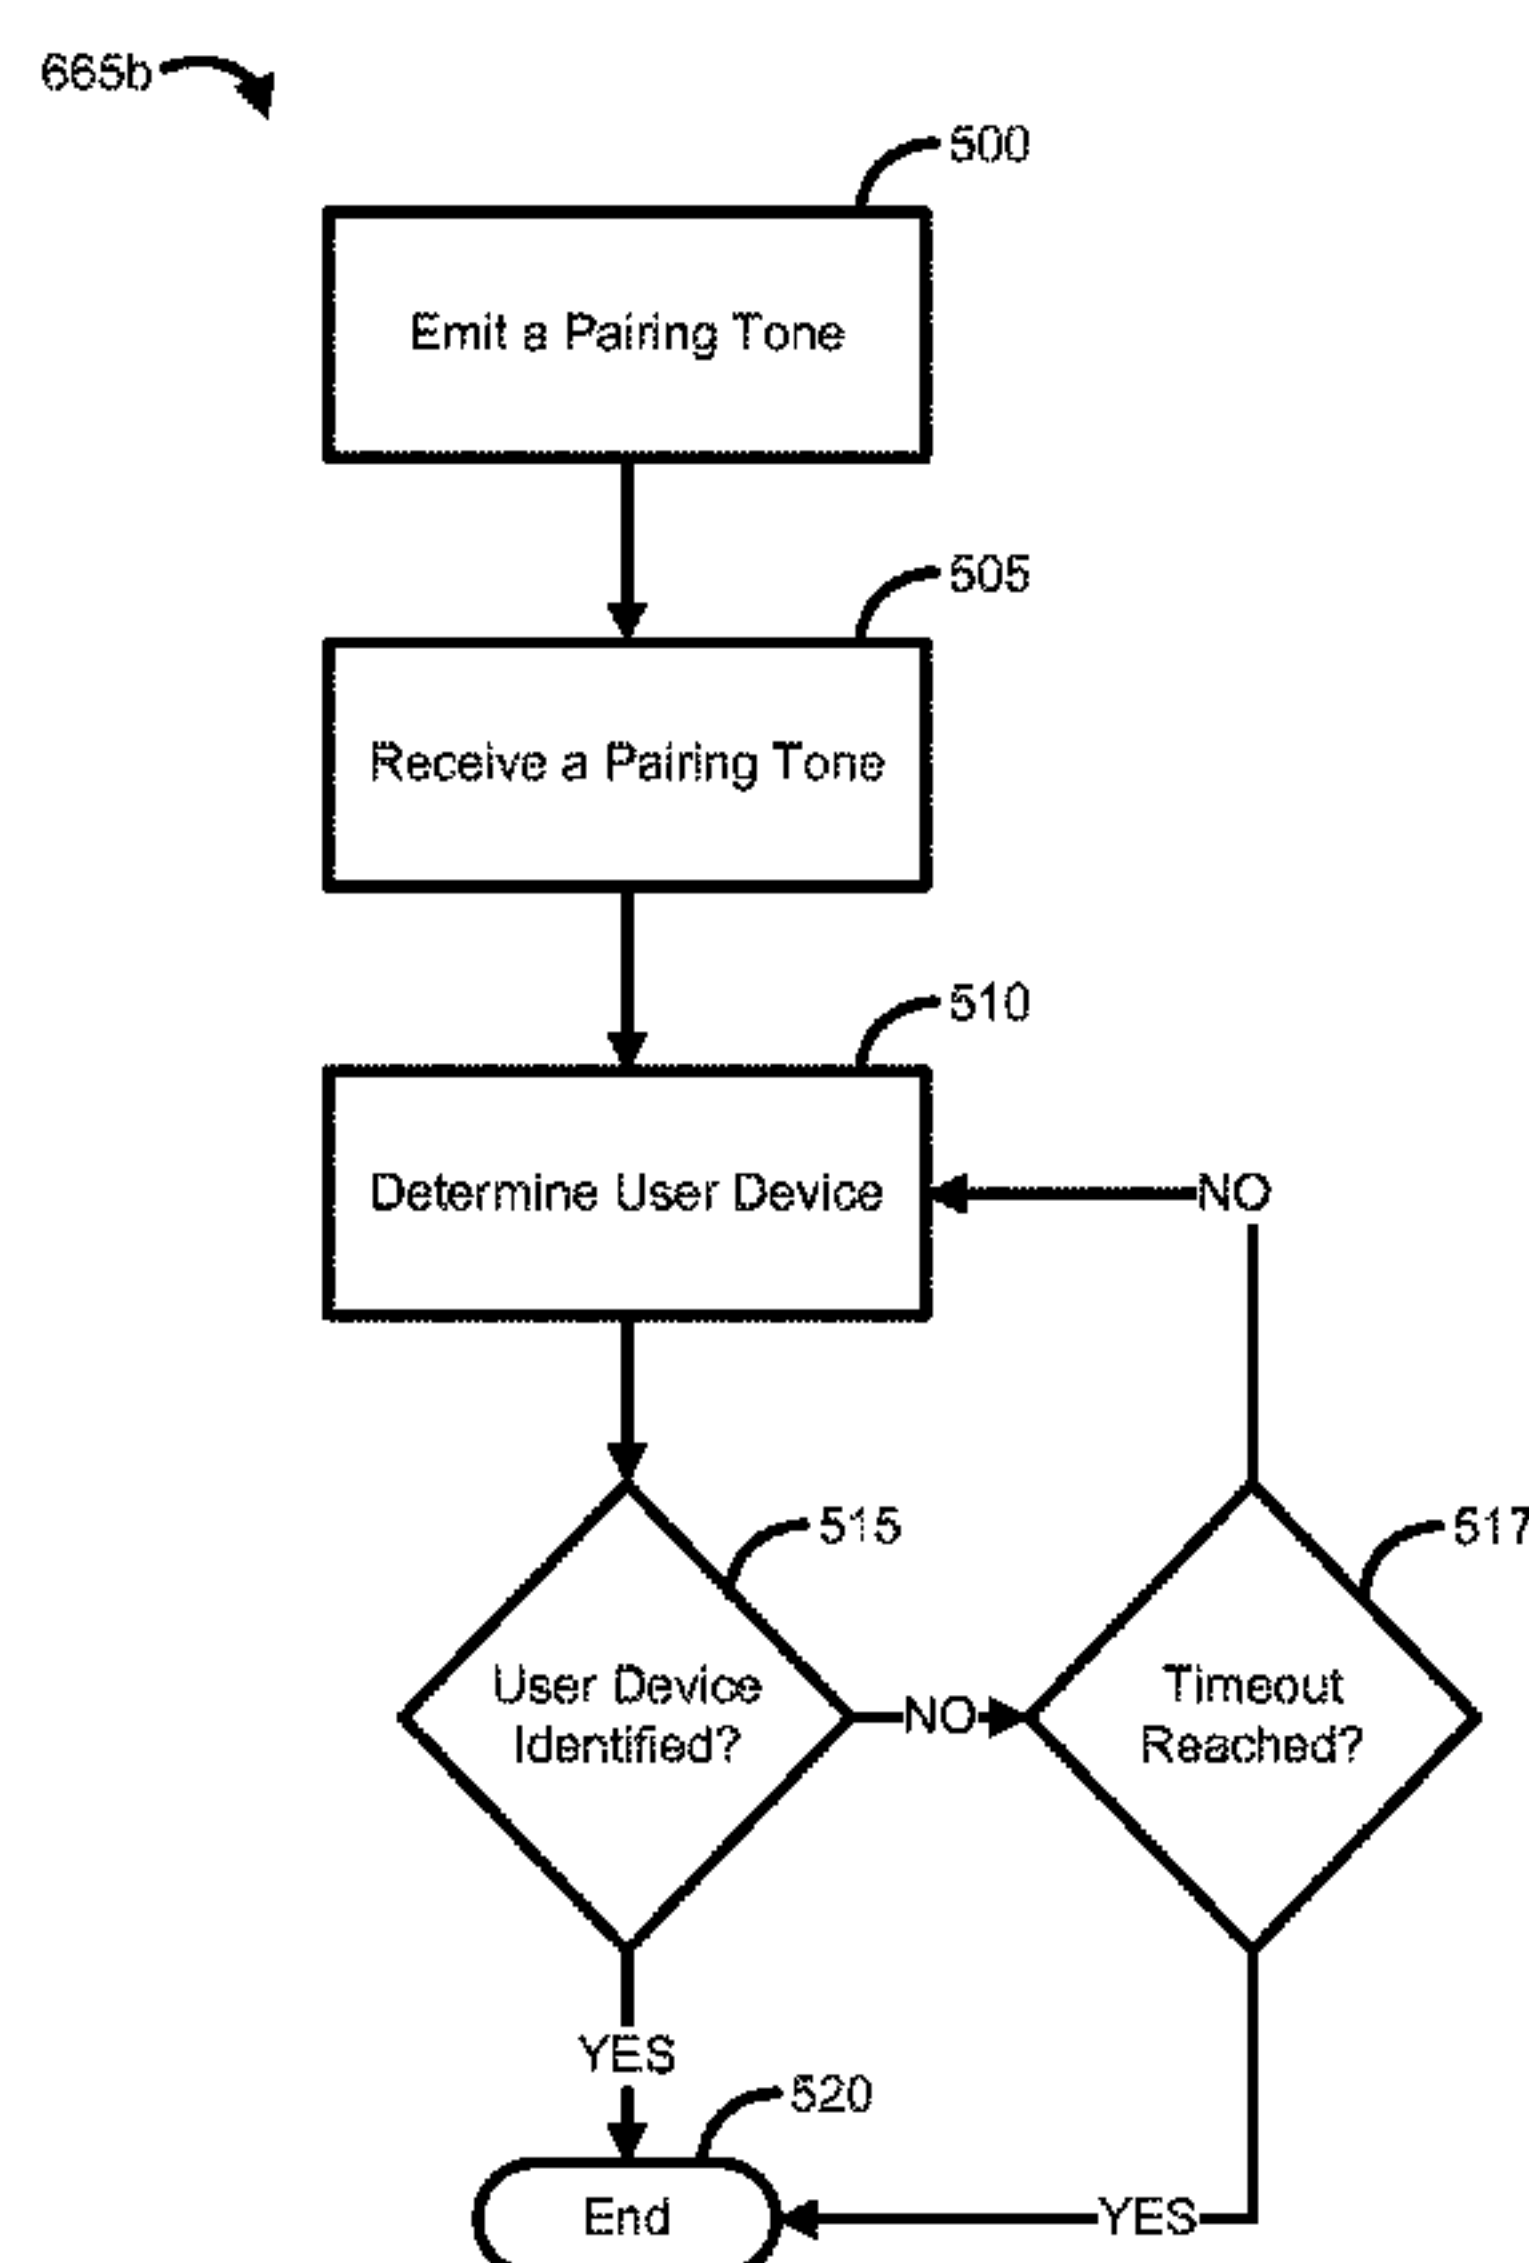 665b
500
Emit a Pairing Tone
505
Receive a Pairing Tone
510
Determine User Device
NO
515
517
User Device
Identified?
NO
Timeout
Reached?
YES
520
End
YES